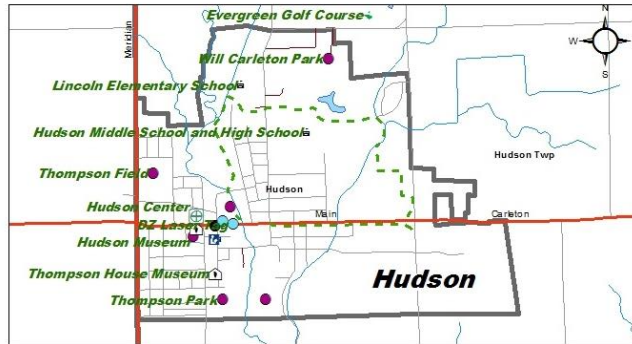 Evergreen Golf Course
N
W
S
Meridian
Will Carleton Park
Lincoln Elementary School
Hudson Middle School and High School
Hudson Twp
Thompson Field
Hudson
Hudson Center
Main
Carleton
DZ Laser Tag
Hudson Museum
Thompson House Museum
Hudson
Thompson Park